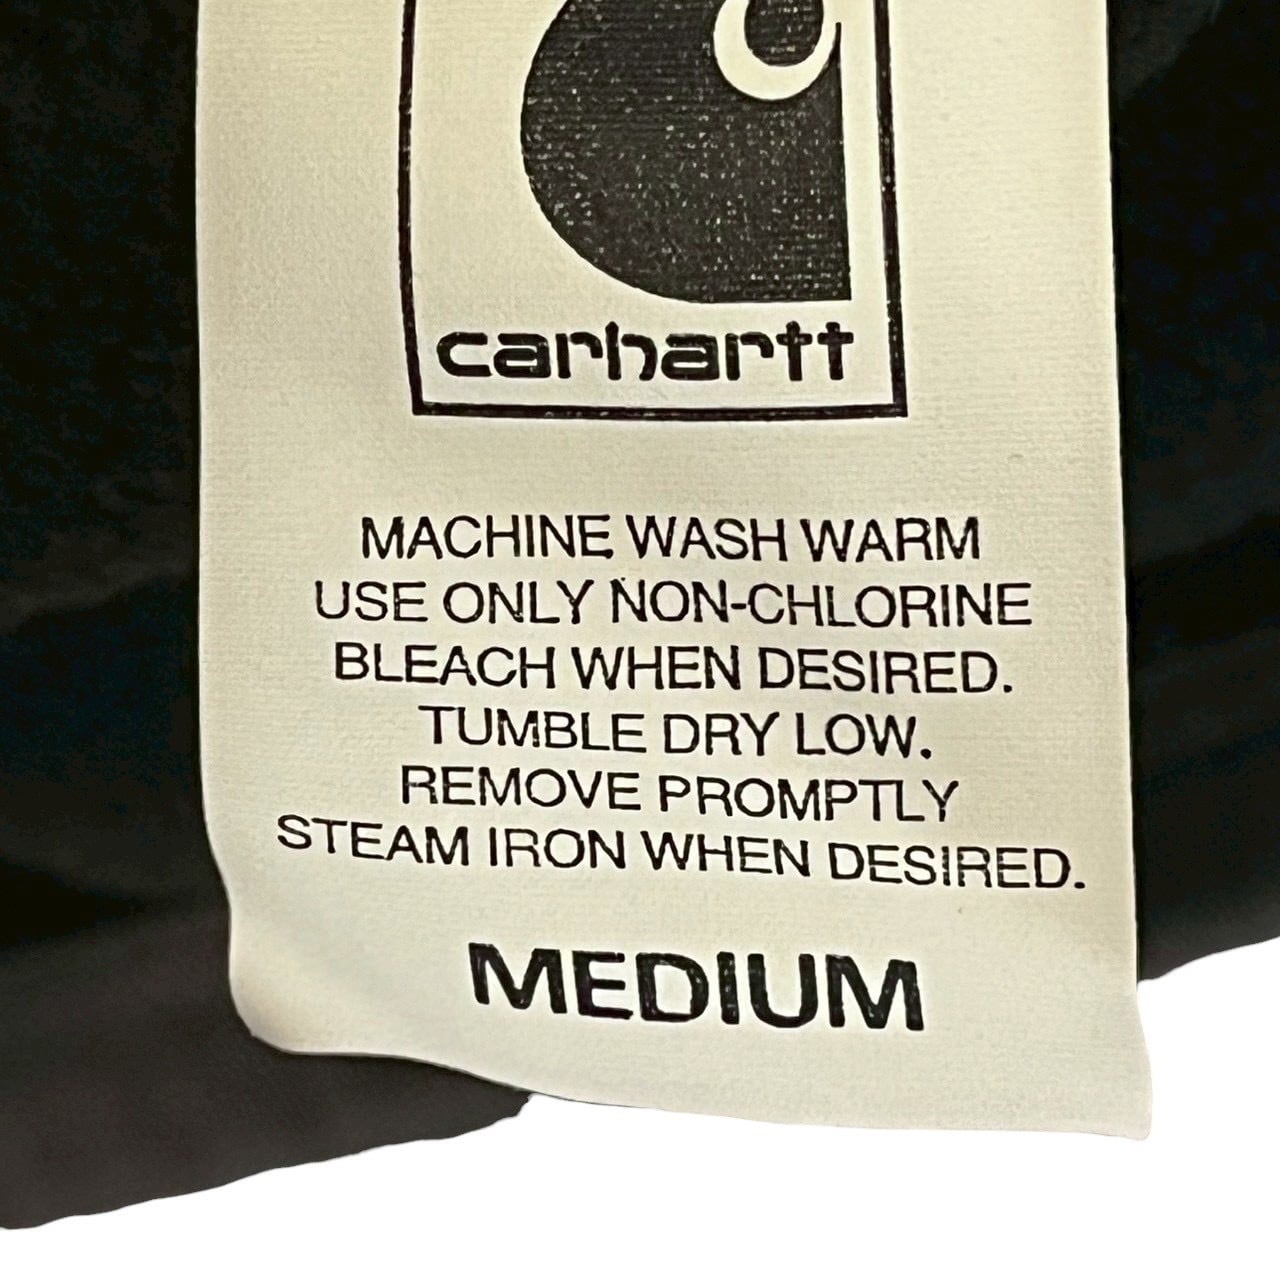 carhartt
MACHINE WASH WARM
USE ONLY NON-CHLORINE
BLEACH WHEN DESIRED.
TUMBLE DRY LOW.
REMOVE PROMPTLY
STEAM IRON WHEN DESIRED.
MEDIUM